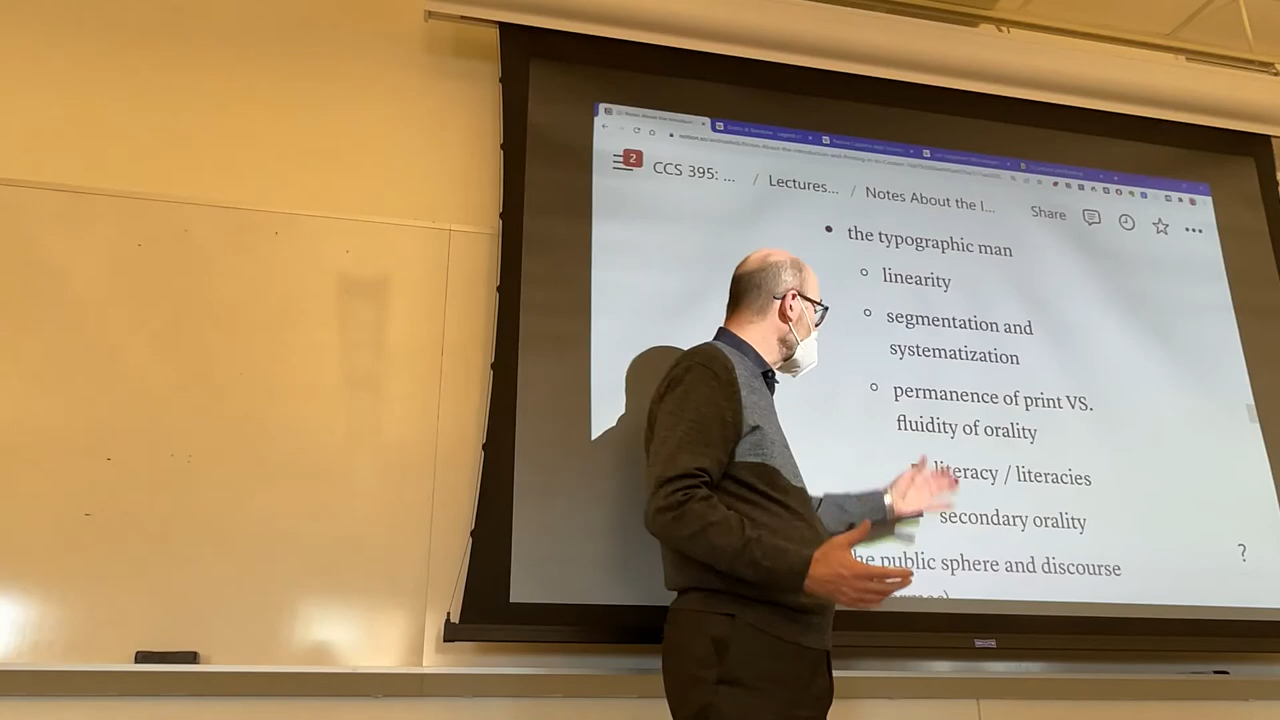 2
CCS 395: ... / Lectures... / Notes About the I...
Share
the typographic man
linearity
segmentation and
systematization
permanence of print VS.
fluidity of orality
literacy / literacies
secondary orality
he public sphere and discourse
?